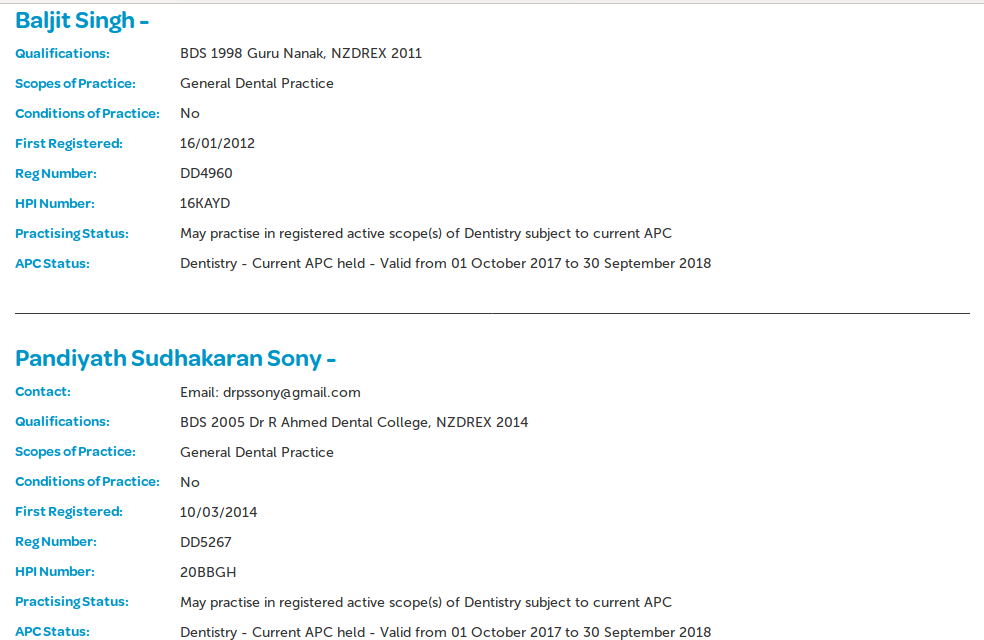 Baljit Singh -
Qualifications: BDS 1998 Guru Nanak, NZDREX 2011
Scopes of Practice: General Dental Practice
Conditions of Practice: No
First Registered: 16/01/2012
Reg Number: DD4960
HPI Number: 16KAYD
Practising Status: May practise in registered active scope(s) of Dentistry subject to current APC
APC Status: Dentistry - Current APC held - Valid from 01 October 2017 to 30 September 2018
Pandiyath Sudhakaran Sony -
Contact: Email: drpssony@gmail.com
Qualifications: BDS 2005 Dr R Ahmed Dental College, NZDREX 2014
Scopes of Practice: General Dental Practice
Conditions of Practice: No
First Registered: 10/03/2014
Reg Number: DD5267
HPI Number: 20BBGH
Practising Status: May practise in registered active scope(s) of Dentistry subject to current APC
APC Status: Dentistry - Current APC held - Valid from 01 October 2017 to 30 September 2018